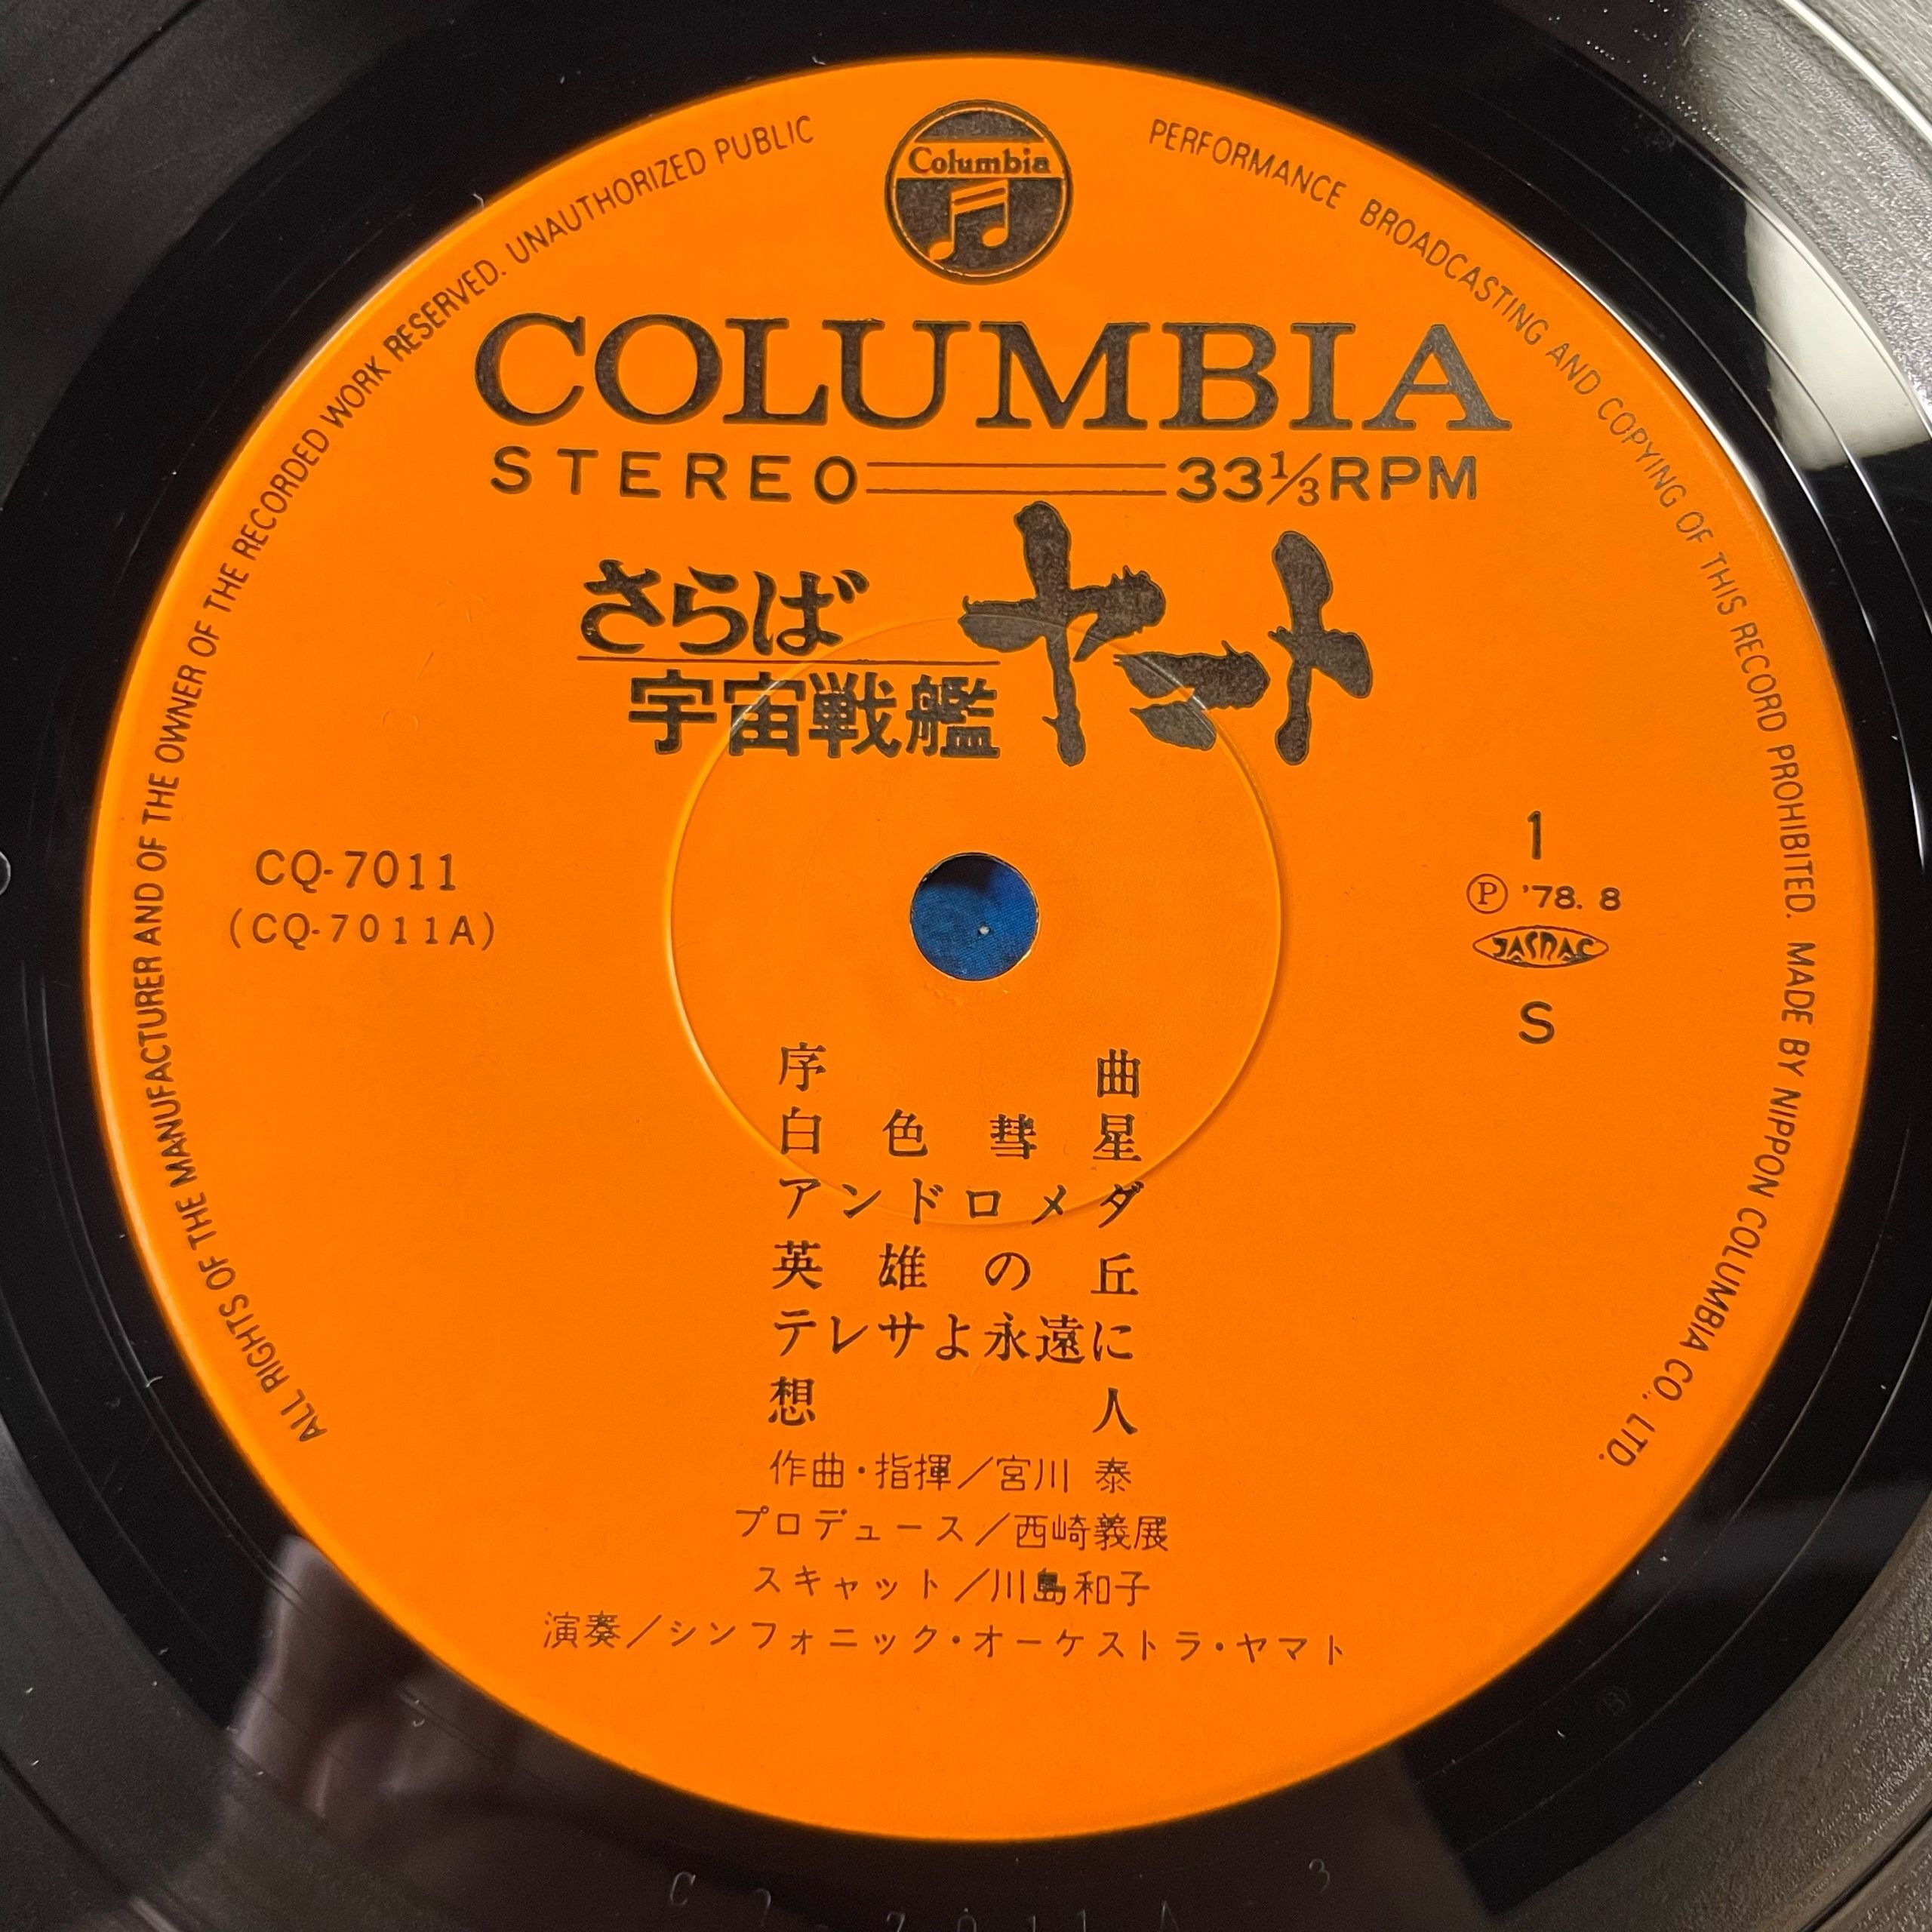 ALL RIGHTS OF THE MANUFACTURER AND OF THE OWNER OF THE RECORDED WORK RESERVED. UNAUTHORIZED PUBLIC PERFORMANCE BROADCASTING AND COPYING OF THIS RECORD PROHIBITED. MADE BY NIPPON COLUMBIA CO., LTD.
Columbia
COLUMBIA
STEREO 33⅓RPM
さらば
宇宙戦艦
ヤマト
CQ-7011
(CQ-7011A)
1
Ⓟ '78. 8
JASRAC
S
序曲
白色彗星
アンドロメダ
英雄の丘
テレサよ永遠に
想人
作曲・指揮／宮川 泰
プロデュース／西崎義展
スキャット／川島和子
演奏／シンフォニック・オーケストラ・ヤマト